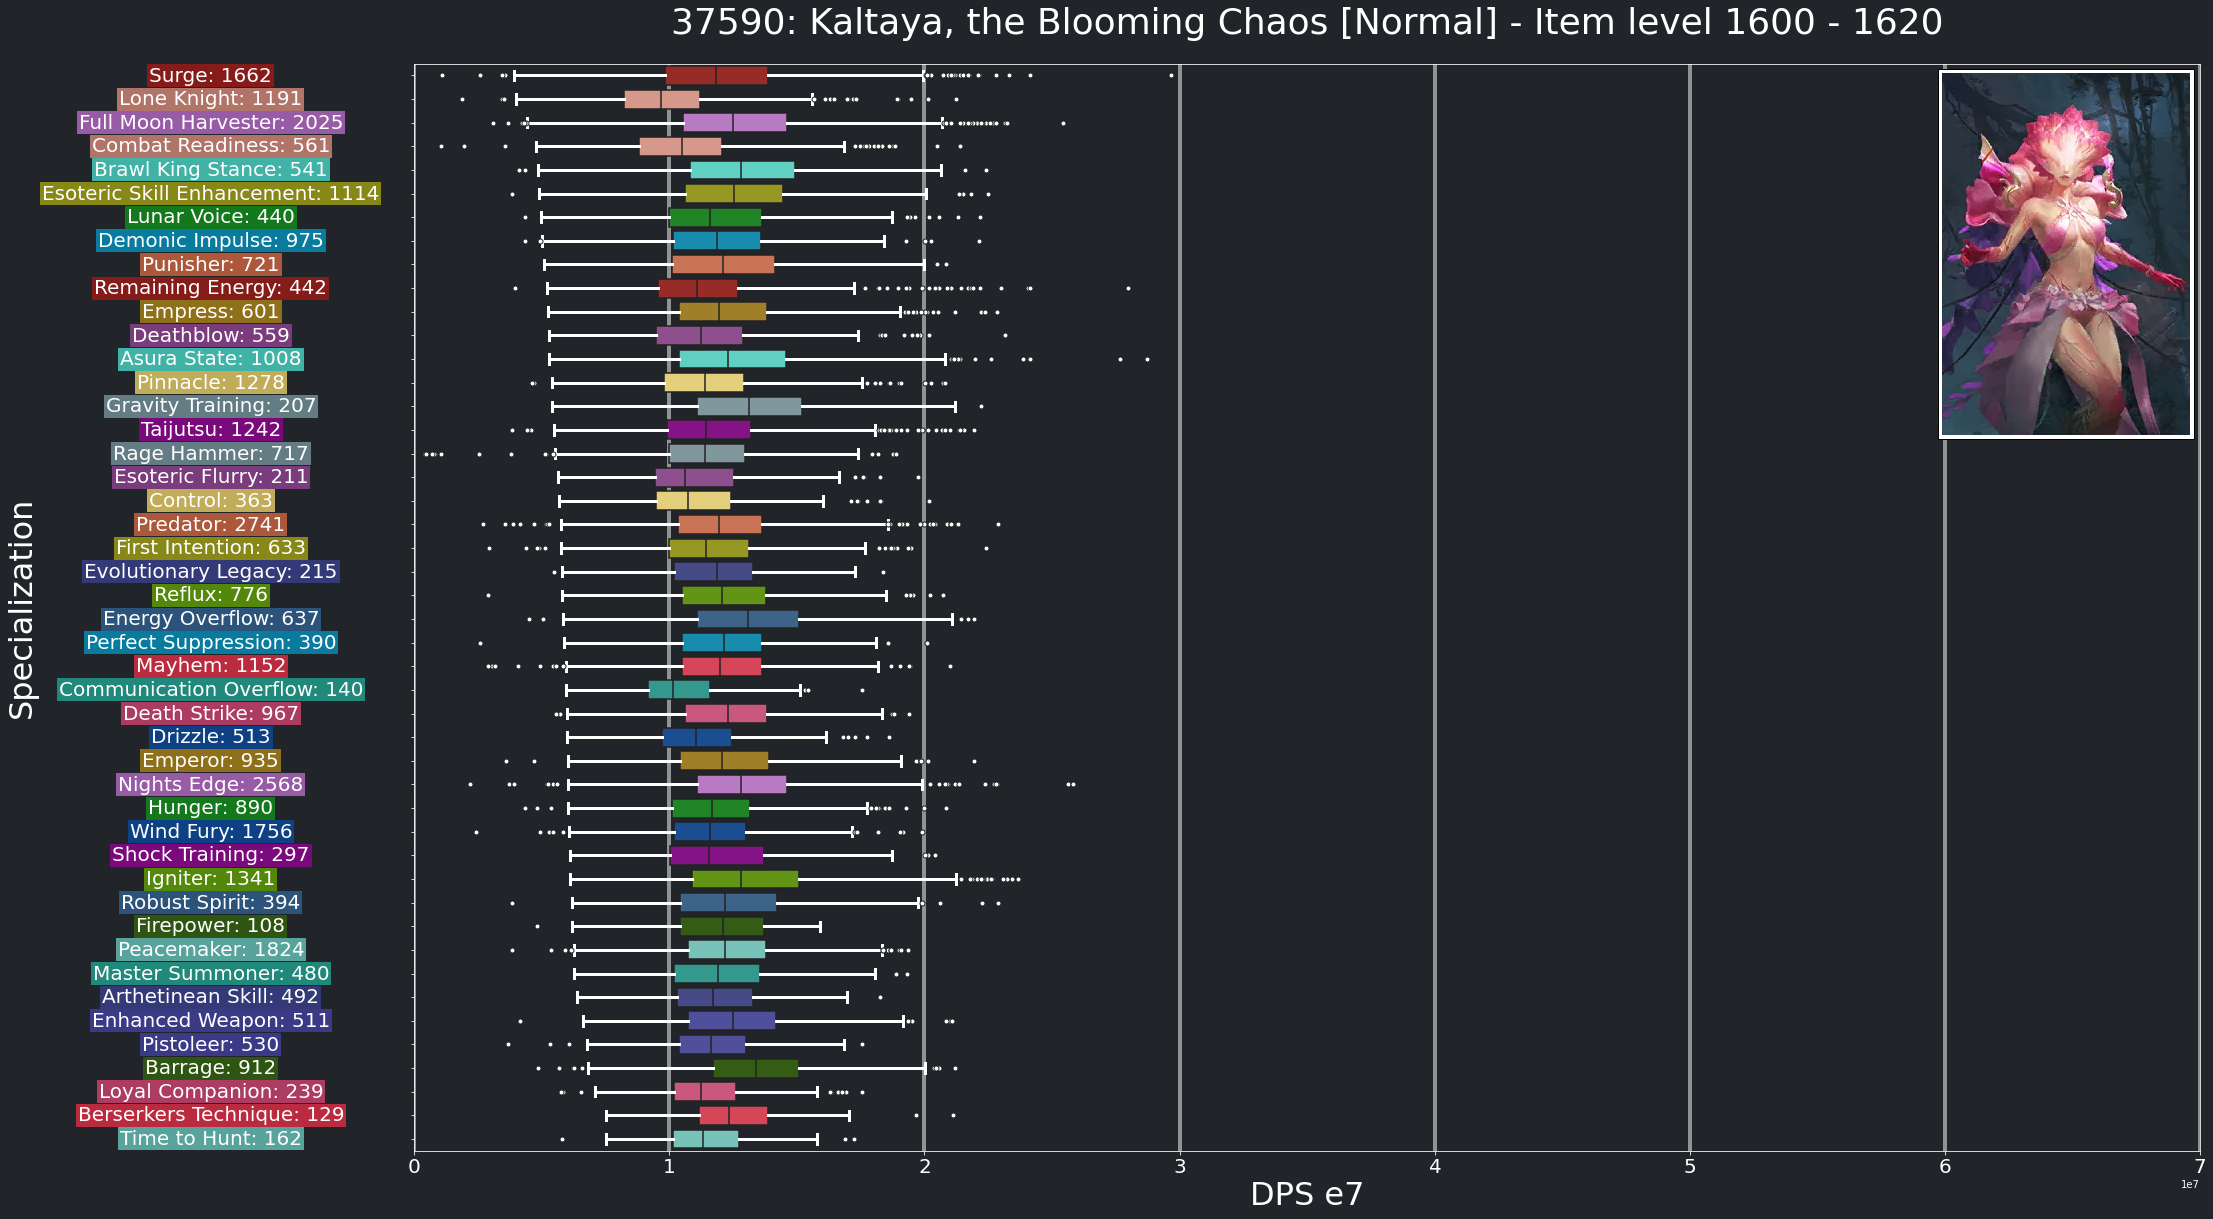 37590: Kaltaya, the Blooming Chaos [Normal] - Item level 1600 - 1620
Specialization
Surge: 1662
Lone Knight: 1191
Full Moon Harvester: 2025
Combat Readiness: 561
Brawl King Stance: 541
Esoteric Skill Enhancement: 1114
Lunar Voice: 440
Demonic Impulse: 975
Punisher: 721
Remaining Energy: 442
Empress: 601
Deathblow: 559
Asura State: 1008
Pinnacle: 1278
Gravity Training: 207
Taijutsu: 1242
Rage Hammer: 717
Esoteric Flurry: 211
Control: 363
Predator: 2741
First Intention: 633
Evolutionary Legacy: 215
Reflux: 776
Energy Overflow: 637
Perfect Suppression: 390
Mayhem: 1152
Communication Overflow: 140
Death Strike: 967
Drizzle: 513
Emperor: 935
Nights Edge: 2568
Hunger: 890
Wind Fury: 1756
Shock Training: 297
Igniter: 1341
Robust Spirit: 394
Firepower: 108
Peacemaker: 1824
Master Summoner: 480
Arthetinean Skill: 492
Enhanced Weapon: 511
Pistoleer: 530
Barrage: 912
Loyal Companion: 239
Berserkers Technique: 129
Time to Hunt: 162
0 1 2 3 4 5 6 7
DPS e7
1e7